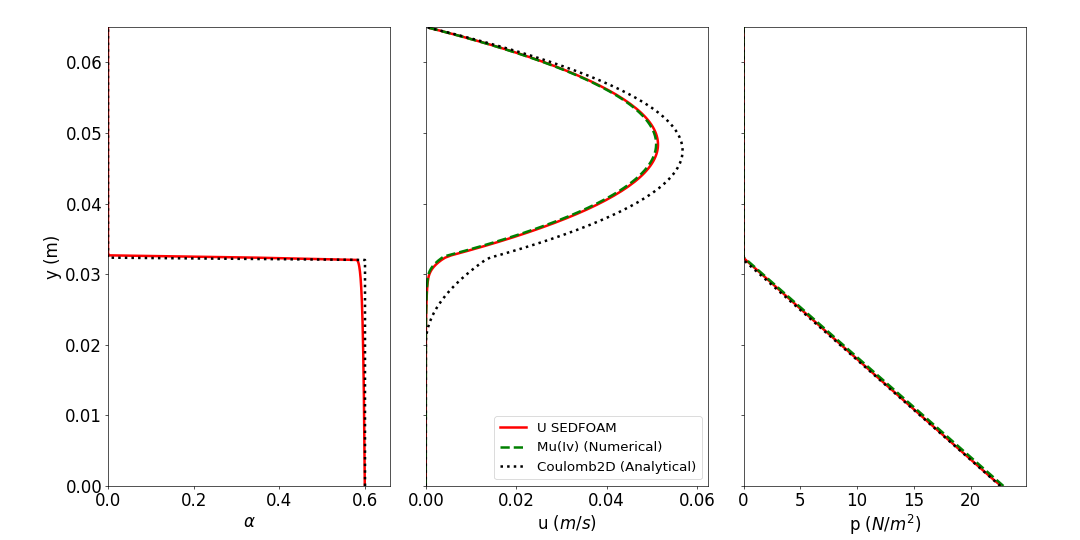 y (m)
0.06
0.05
0.04
0.03
0.02
0.01
0.00
0.0 0.2 0.4 0.6
α
U SEDFOAM
Mu(Iv) (Numerical)
Coulomb2D (Analytical)
0.00 0.02 0.04 0.06
u (m/s)
0 5 10 15 20
p (N/m²)